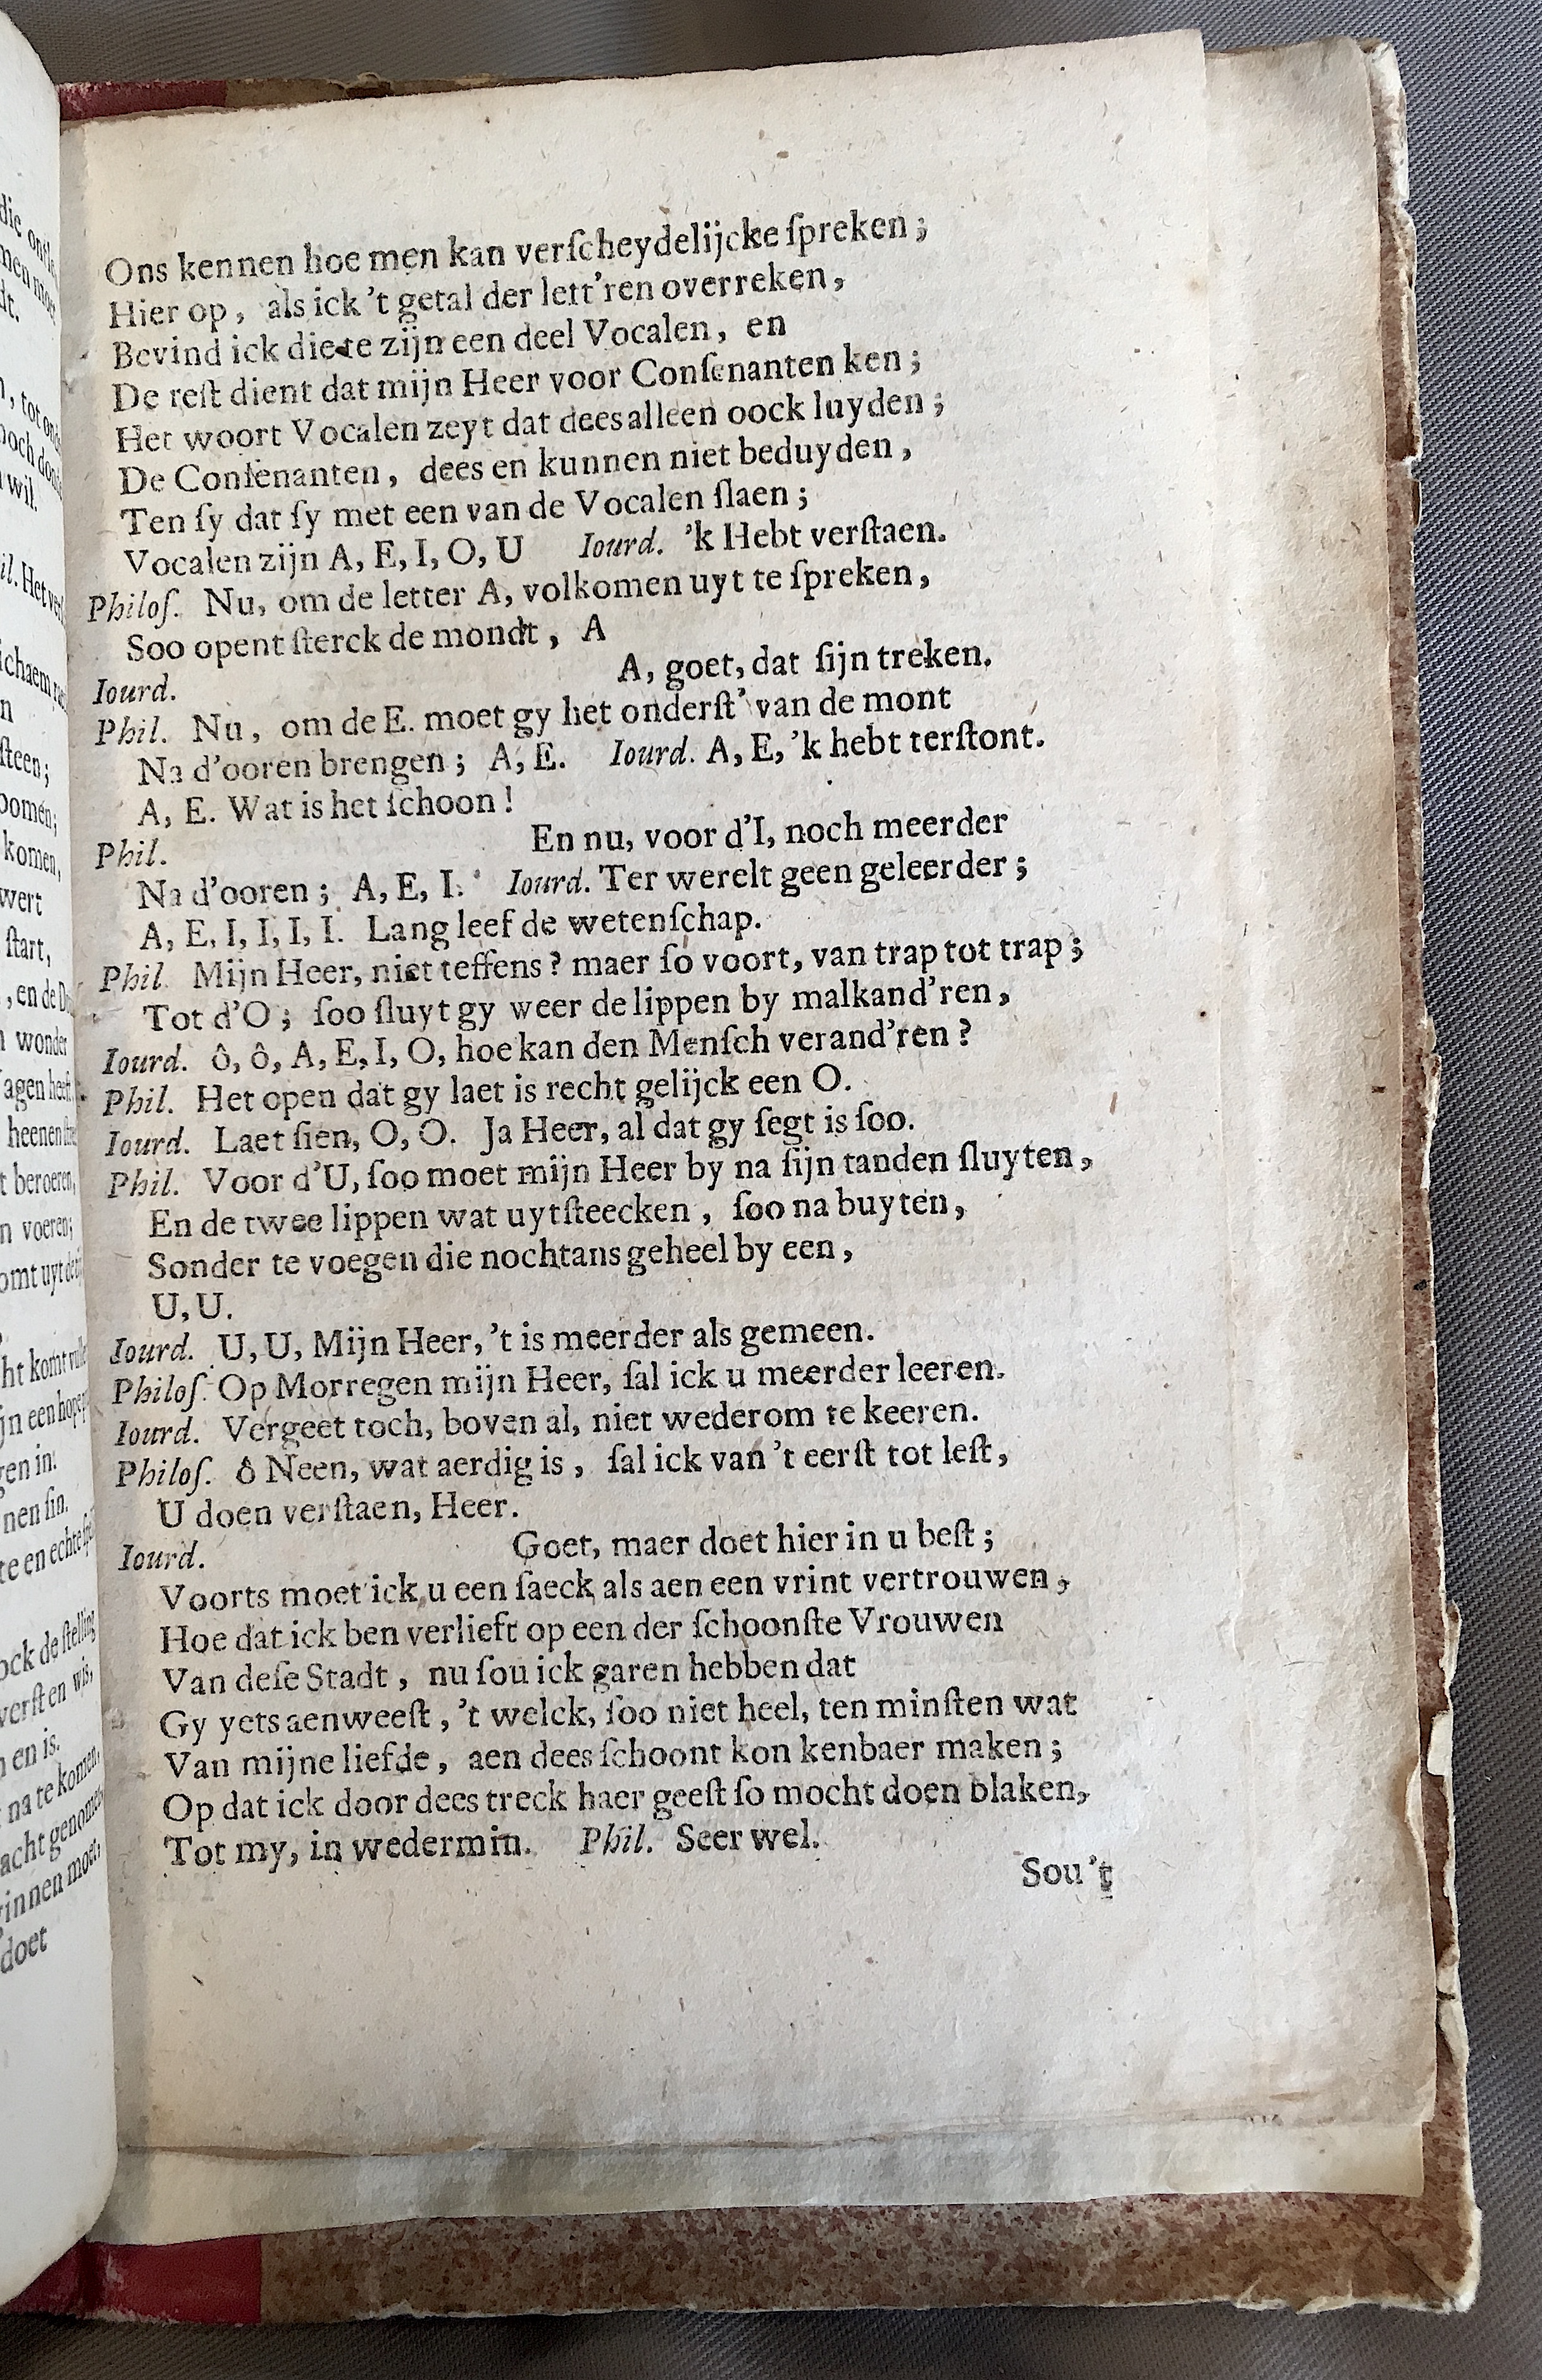 Ons kennen hoe men kan verſcheydelijcke ſpreken;
Hier op, als ick 't getal der lett'ren overreken,
Bevind ick die te zijn een deel Vocalen, en
De reſt dient dat mijn Heer voor Conſenanten ken;
Het woort Vocalen zeyt dat dees alleen oock luyden;
De Conſenanten, dees en kunnen niet beduyden,
Ten ſy dat ſy met een van de Vocalen ſlaen;
Vocalen zijn A, E, I, O, U Iourd. 'k Hebt verſtaen.
Philoſ. Nu, om de letter A, volkomen uyt te ſpreken,
Soo opent ſterck de mondt, A
Iourd. A, goet, dat ſijn treken.
Phil. Nu, om de E. moet gy het onderſt' van de mont
Na d'ooren brengen; A, E. Iourd. A, E, 'k hebt terſtont.
A, E. Wat is het ſchoon!
Phil. En nu, voor d'I, noch meerder
Na d'ooren; A, E, I. Iourd. Ter werelt geen geleerder;
A, E, I, I, I, I. Lang leef de wetenſchap.
Phil. Mijn Heer, niet teffens? maer ſo voort, van trap tot trap;
Tot d'O; ſoo ſluyt gy weer de lippen by malkand'ren,
Iourd. ô, ô, A, E, I, O, hoe kan den Menſch verand'ren?
Phil. Het open dat gy laet is recht gelijck een O.
Iourd. Laet ſien, O, O. Ja Heer, al dat gy ſegt is ſoo.
Phil. Voor d'U, ſoo moet mijn Heer by na ſijn tanden ſluyten,
En de twee lippen wat uytſteecken, ſoo na buyten,
Sonder te voegen die nochtans geheel by een,
U, U.
Iourd. U, U, Mijn Heer, 't is meerder als gemeen.
Philoſ. Op Morregen mijn Heer, ſal ick u meerder leeren.
Iourd. Vergeet toch, boven al, niet wederom te keeren.
Philoſ. ô Neen, wat aerdig is, ſal ick van 't eerſt tot leſt,
U doen verſtaen, Heer.
Iourd. Goet, maer doet hier in u beſt;
Voorts moet ick u een ſaeck als aen een vrint vertrouwen,
Hoe dat ick ben verlieft op een der ſchoonſte Vrouwen
Van deſe Stadt, nu ſou ick garen hebben dat
Gy yets aenweeſt, 't welck, ſoo niet heel, ten minſten wat
Van mijne liefde, aen dees ſchoont kon kenbaer maken;
Op dat ick door dees treck haer geeſt ſo mocht doen blaken,
Tot my, in wedermin. Phil. Seer wel.
Sou 't